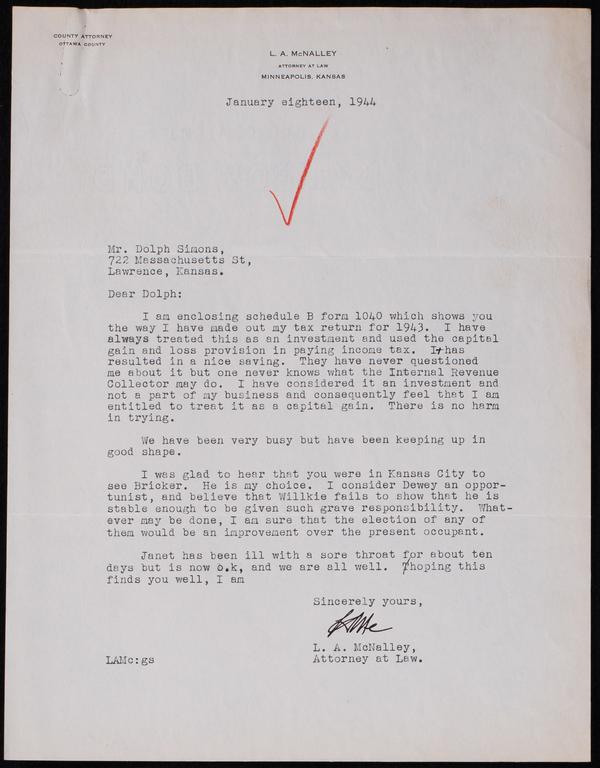 COUNTY ATTORNEY
OTTAWA COUNTY
L. A. McNALLEY
ATTORNEY AT LAW
MINNEAPOLIS, KANSAS
January eighteen, 1944
Mr. Dolph Simons,
722 Massachusetts St,
Lawrence, Kansas.
Dear Dolph:
I am enclosing schedule B form 1040 which shows you
the way I have made out my tax return for 1943. I have
always treated this as an investment and used the capital
gain and loss provision in paying income tax. It has
resulted in a nice saving. They have never questioned
me about it but one never knows what the Internal Revenue
Collector may do. I have considered it an investment and
not a part of my business and consequently feel that I am
entitled to treat it as a capital gain. There is no harm
in trying.
We have been very busy but have been keeping up in
good shape.
I was glad to hear that you were in Kansas City to
see Bricker. He is my choice. I consider Dewey an oppor-
tunist, and believe that Willkie fails to show that he is
stable enough to be given such grave responsibility. What-
ever may be done, I am sure that the election of any of
them would be an improvement over the present occupant.
Janet has been ill with a sore throat for about ten
days but is now o.k, and we are all well. hoping this
finds you well, I am
Sincerely yours,
L. A. McNalley,
LAMc:gs Attorney at Law.